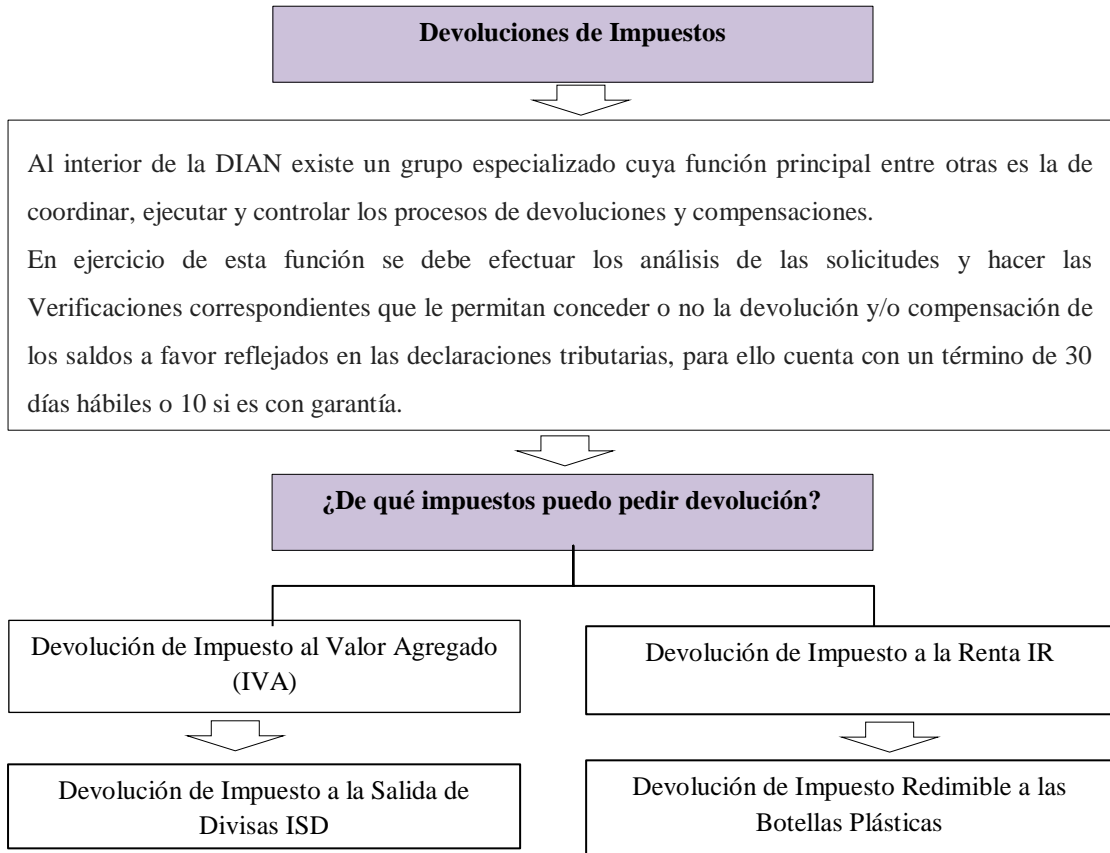 Devoluciones de Impuestos
Al interior de la DIAN existe un grupo especializado cuya función principal entre otras es la de
coordinar, ejecutar y controlar los procesos de devoluciones y compensaciones.
En ejercicio de esta función se debe efectuar los análisis de las solicitudes y hacer las
Verificaciones correspondientes que le permitan conceder o no la devolución y/o compensación de
los saldos a favor reflejados en las declaraciones tributarias, para ello cuenta con un término de 30
días hábiles o 10 si es con garantía.
¿De qué impuestos puedo pedir devolución?
Devolución de Impuesto al Valor Agregado
(IVA)
Devolución de Impuesto a la Renta IR
Devolución de Impuesto a la Salida de
Divisas ISD
Devolución de Impuesto Redimible a las
Botellas Plásticas